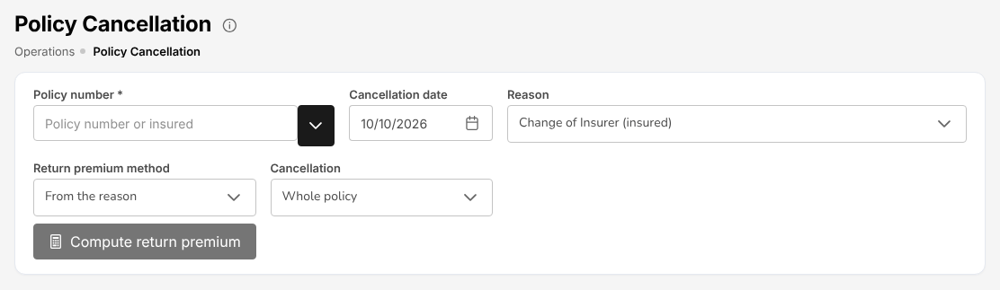 Policy Cancellation
Operations Policy Cancellation
Policy number * Cancellation date Reason
Policy number or insured 10/10/2026 Change of Insurer (insured)
Return premium method Cancellation
From the reason Whole policy
Compute return premium